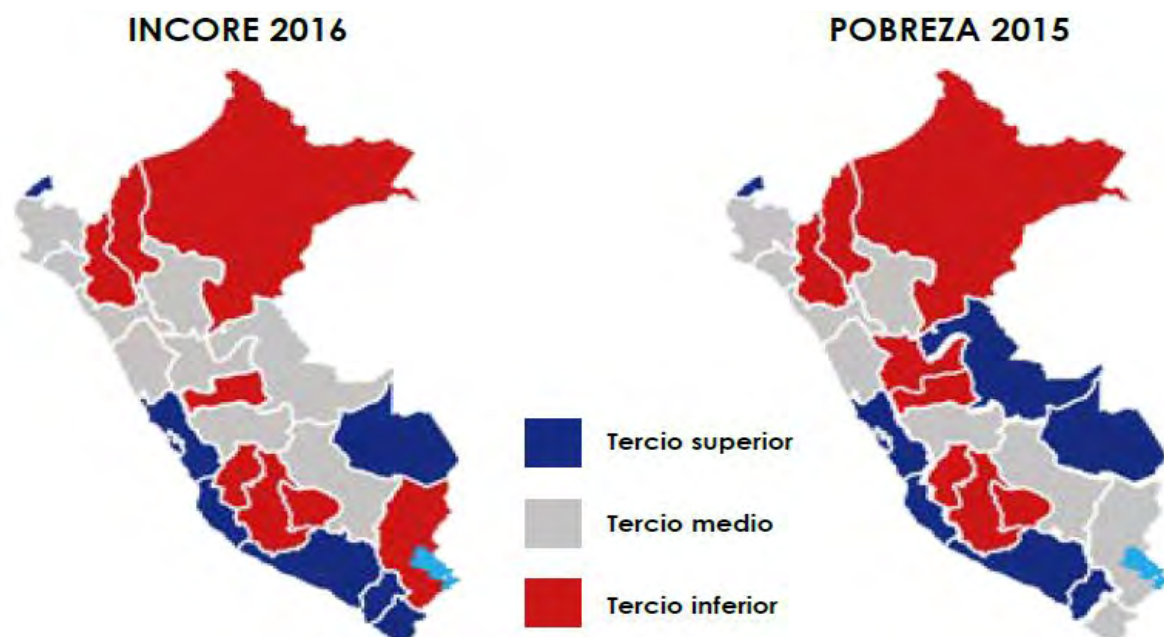 INCORE 2016
POBREZA 2015
Tercio superior
Tercio medio
Tercio inferior